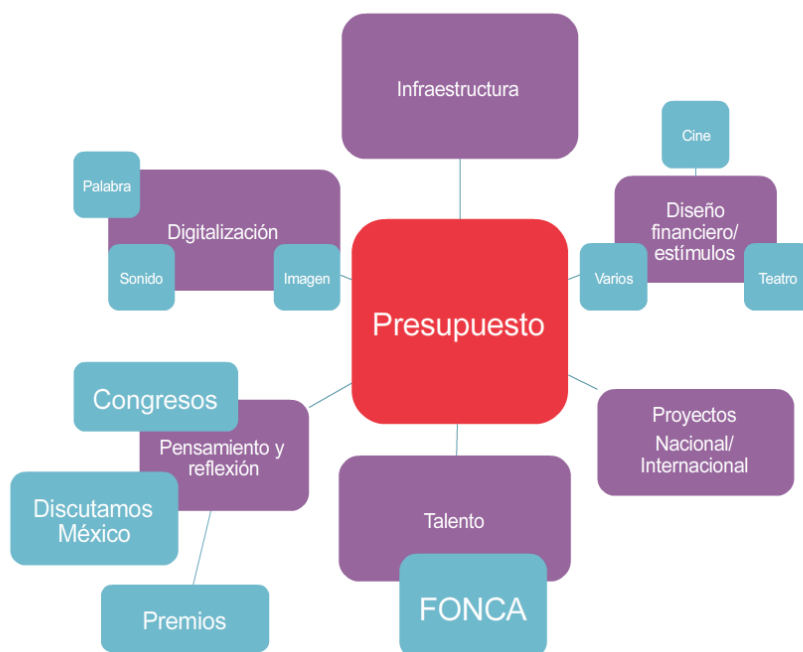 Infraestructura
Cine
Palabra
Digitalización
Sonido
Imagen
Diseño
financiero/
estímulos
Varios
Teatro
Presupuesto
Congresos
Pensamiento y
reflexión
Discutamos
México
Premios
Proyectos
Nacional/
Internacional
Talento
FONCA